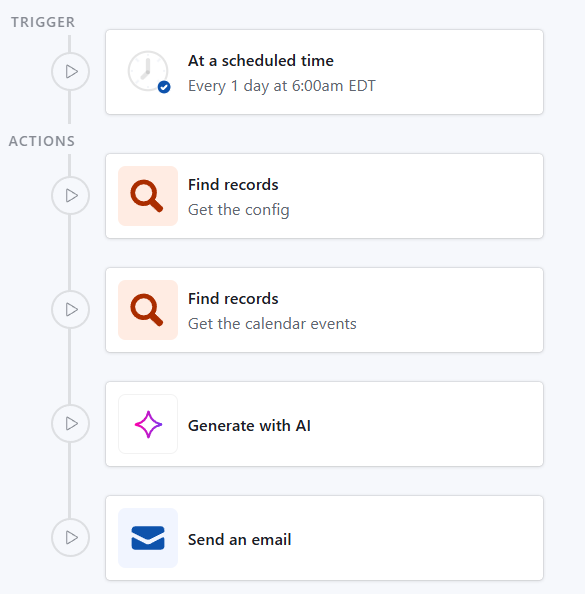 TRIGGER
At a scheduled time
Every 1 day at 6:00am EDT
ACTIONS
Find records
Get the config
Find records
Get the calendar events
Generate with AI
Send an email